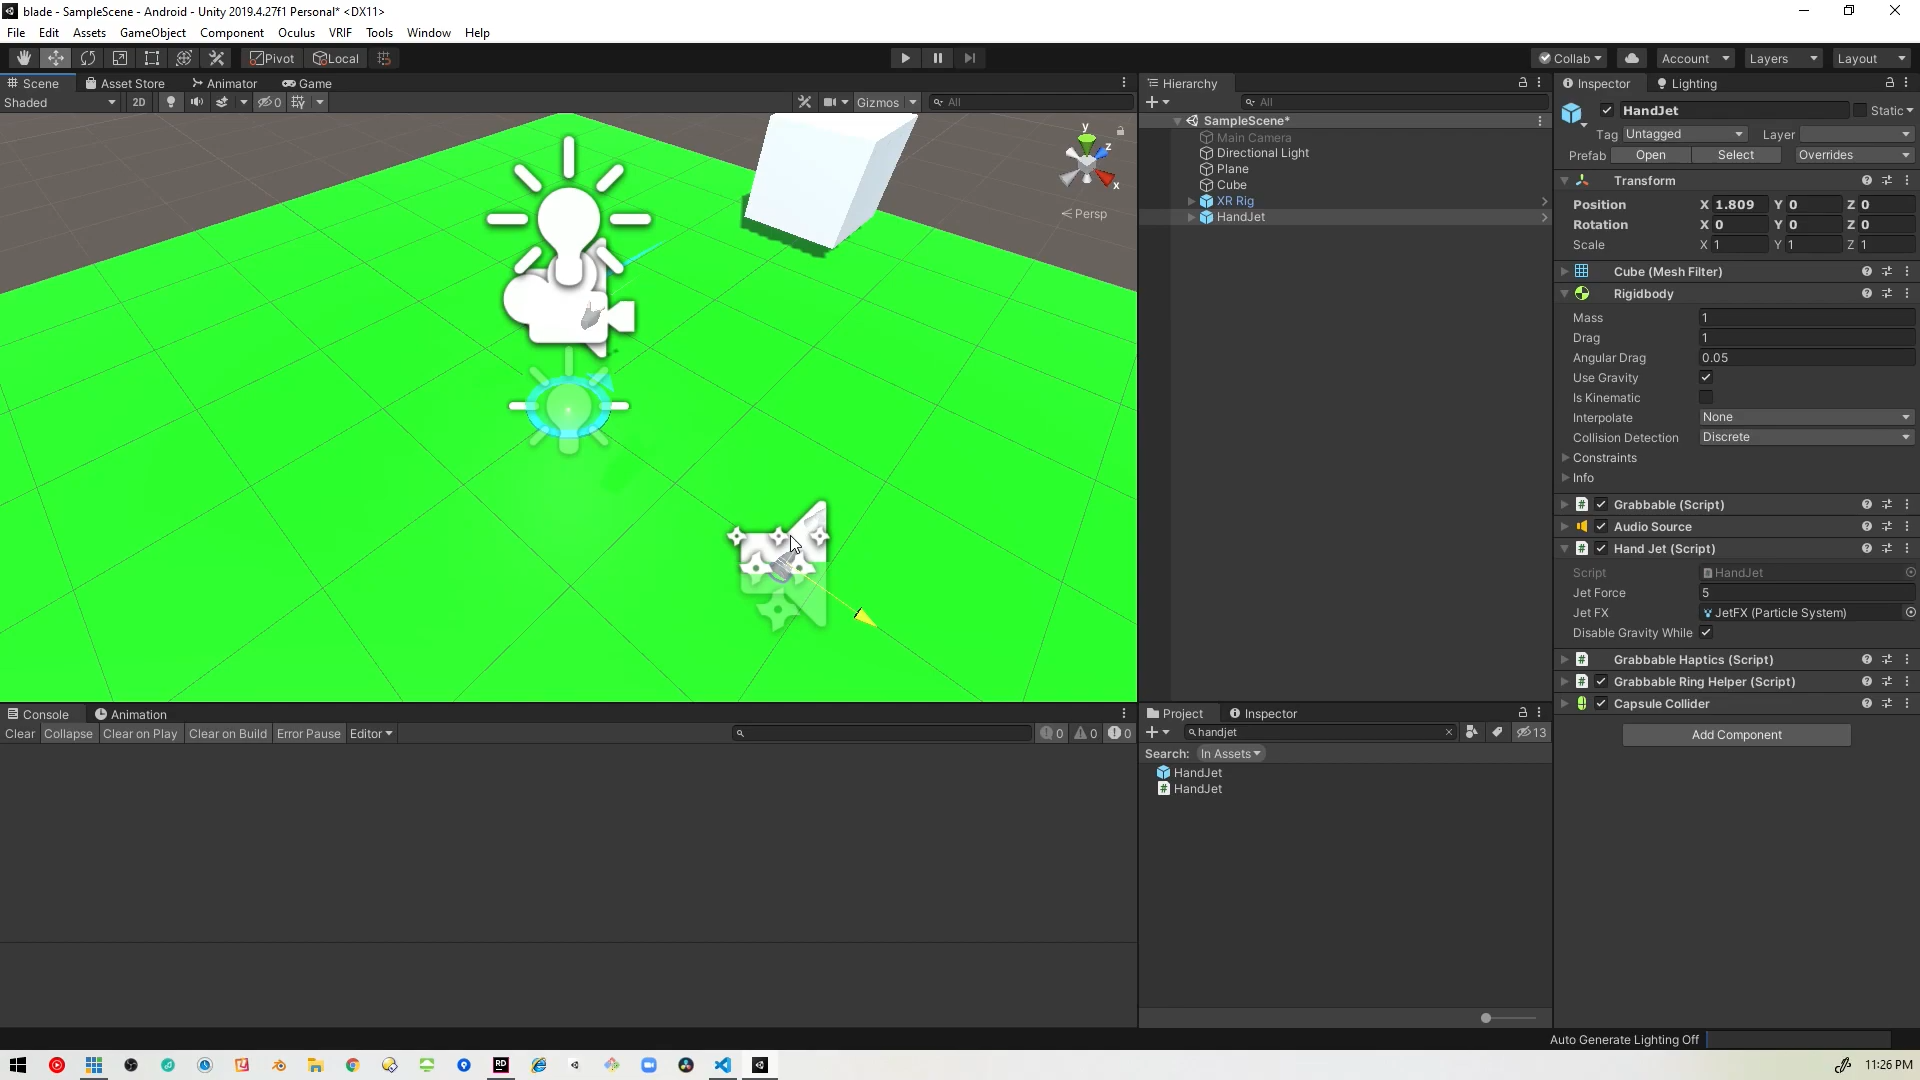 blade - SampleScene - Android - Unity 2019.4.27f1 Personal* <DX11>
File Edit Assets GameObject Component Oculus VRIF Tools Window Help
Pivot Local Collab Account Layers Layout
Scene Asset Store Animator Game
Shaded 2D 0 Gizmos All
y
z
x
Persp
Hierarchy
All
SampleScene*
Main Camera
Directional Light
Plane
Cube
XR Rig
HandJet
Inspector Lighting
HandJet Static
Tag Untagged Layer
Prefab Open Select Overrides
Transform
Position X 1.809 Y 0 Z 0
Rotation X 0 Y 0 Z 0
Scale X 1 Y 1 Z 1
Cube (Mesh Filter)
Rigidbody
Mass 1
Drag 1
Angular Drag 0.05
Use Gravity
Is Kinematic
Interpolate None
Collision Detection Discrete
Constraints
Info
Grabbable (Script)
Audio Source
Hand Jet (Script)
Script HandJet
Jet Force 5
Jet FX JetFX (Particle System)
Disable Gravity While
Grabbable Haptics (Script)
Grabbable Ring Helper (Script)
Capsule Collider
Add Component
Console Animation
Clear Collapse Clear on Play Clear on Build Error Pause Editor 0 0 0
Project Inspector
handjet 13
Search: In Assets
HandJet
HandJet
Auto Generate Lighting Off
RD
11:26 PM